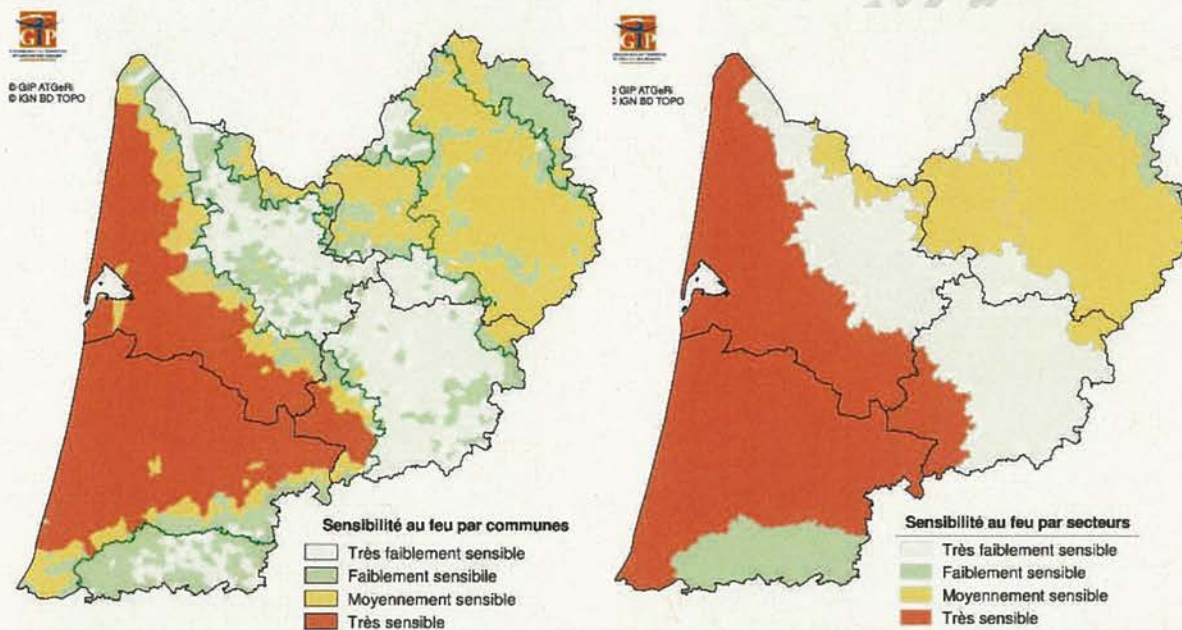 GIP
© GIP ATGeRi
© IGN BD TOPO
Sensibilité au feu par communes
Très faiblement sensible
Faiblement sensibile
Moyennement sensible
Très sensible
GIP
© GIP ATGeRi
© IGN BD TOPO
Sensibilité au feu par secteurs
Très faiblement sensible
Faiblement sensible
Moyennement sensible
Très sensible